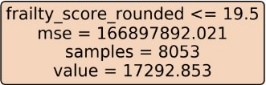 frailty_score_rounded <= 19.5
mse = 166897892.021
samples = 8053
value = 17292.853